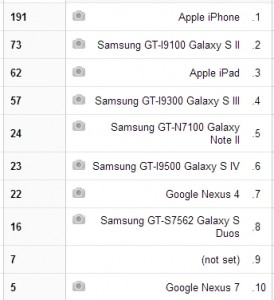 191 Apple iPhone .1
73 Samsung GT-I9100 Galaxy S II .2
62 Apple iPad .3
57 Samsung GT-I9300 Galaxy S III .4
24 Samsung GT-N7100 Galaxy .5
Note II
23 Samsung GT-I9500 Galaxy S IV .6
22 Google Nexus 4 .7
16 Samsung GT-S7562 Galaxy S .8
Duos
7 (not set) .9
5 Google Nexus 7 .10